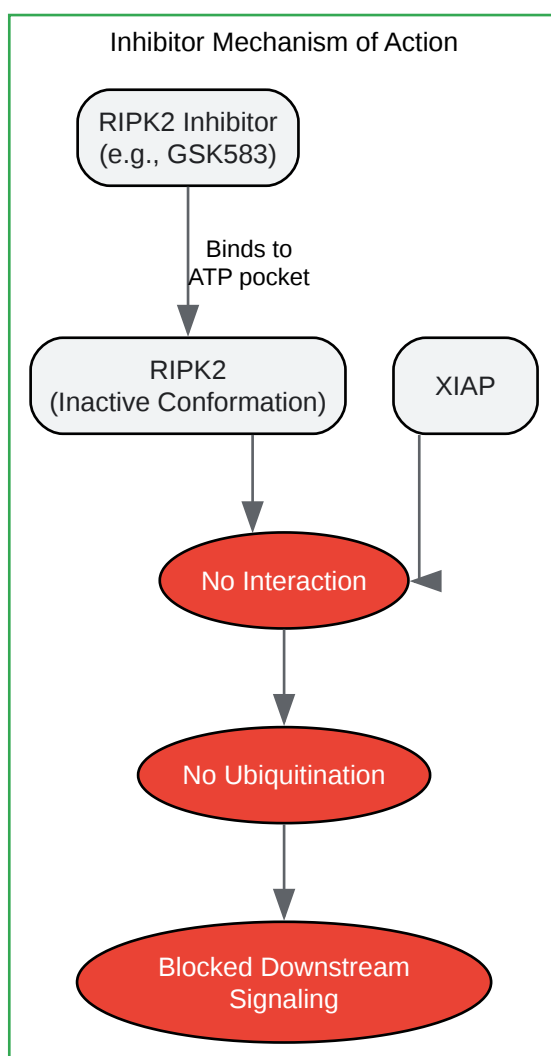 Inhibitor Mechanism of Action
RIPK2 Inhibitor
(e.g., GSK583)
Binds to
ATP pocket
RIPK2
(Inactive Conformation)
XIAP
No Interaction
No Ubiquitination
Blocked Downstream
Signaling